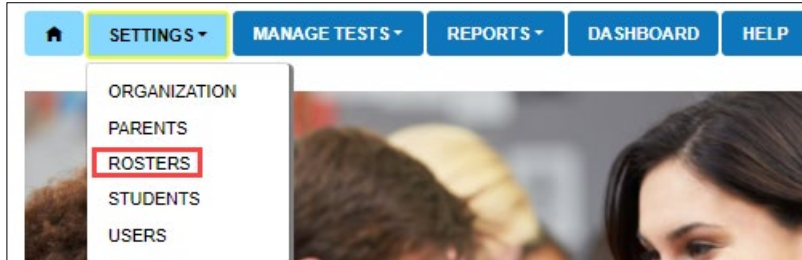 SETTINGS MANAGE TESTS REPORTS DASHBOARD HELP
ORGANIZATION
PARENTS
ROSTERS
STUDENTS
USERS